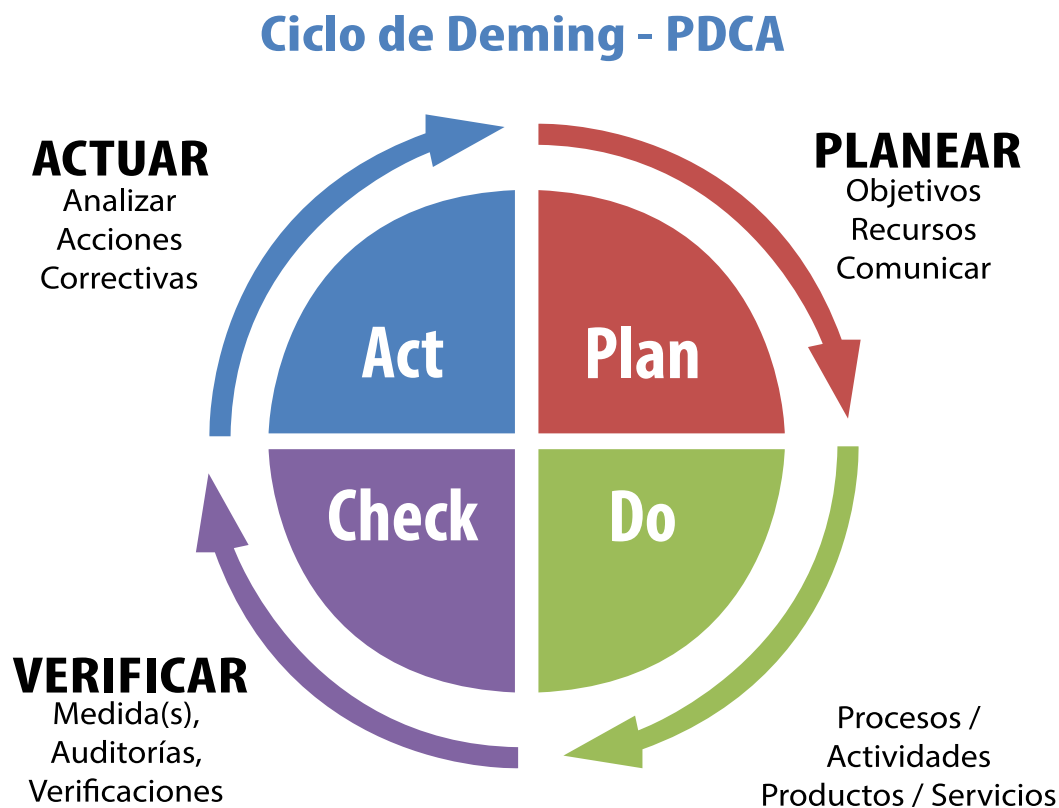 Ciclo de Deming - PDCA
ACTUAR
Analizar
Acciones
Correctivas
PLANEAR
Objetivos
Recursos
Comunicar
Act
Plan
Check
Do
VERIFICAR
Medida(s),
Auditorías,
Verificaciones
Procesos /
Actividades
Productos / Servicios